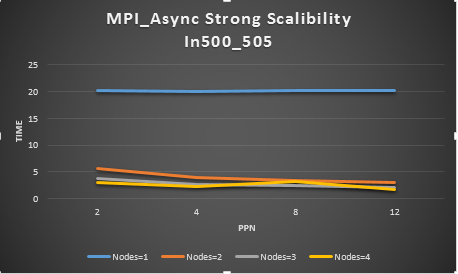 MPI_Async Strong Scalibility
In500_505
25
20
15
10
5
0
TIME
2 4 8 12
PPN
Nodes=1 Nodes=2 Nodes=3 Nodes=4